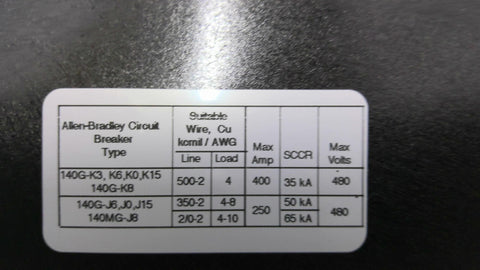 Allen-Bradley Circuit Breaker Type
Suitable Wire, Cu kcmil / AWG
Line Load
Max Amp
SCCR
Max Volts
140G-K3, K6,K0,K15
140G-K8
500-2 4 400 35 kA 480
140G-J6,J0,J15
140MG-J8
350-2 4-8 250 50 kA 480
2/0-2 4-10 65 kA